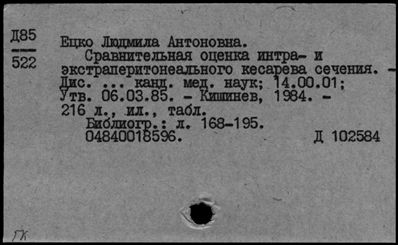 Д85
522
Ецко Людмила Антоновна.
Сравнительная оценка интра- и
экстраперитонеального кесарева сечения. -
Дис. ... канд. мед. наук; 14.00.01;
Утв. 06.03.85. - Кишинев, 1984. -
216 л., ил., табл.
Библиогр.: л. 168-195.
04840018596. Д 102584
ГК